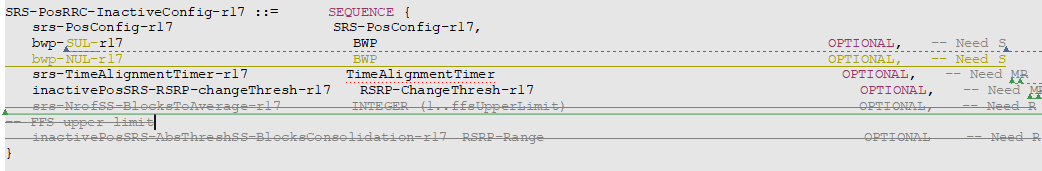 SRS-PosRRC-InactiveConfig-r17 ::= SEQUENCE {
srs-PosConfig-r17 SRS-PosConfig-r17,
bwp-SUL-r17 BWP OPTIONAL, -- Need S
bwp-NUL-r17 BWP OPTIONAL, -- Need S
srs-TimeAlignmentTimer-r17 TimeAlignmentTimer OPTIONAL, -- Need MR
inactivePosSRS-RSRP-changeThresh-r17 RSRP-ChangeThresh-r17 OPTIONAL, -- Need M
srs-NrofSS-BlocksToAverage-r17 INTEGER (1..ffsUpperLimit) OPTIONAL, -- Need R
-- FFS upper limit
inactivePosSRS-AbsThreshSS-BlocksConsolidation-r17 RSRP-Range OPTIONAL -- Need R
}